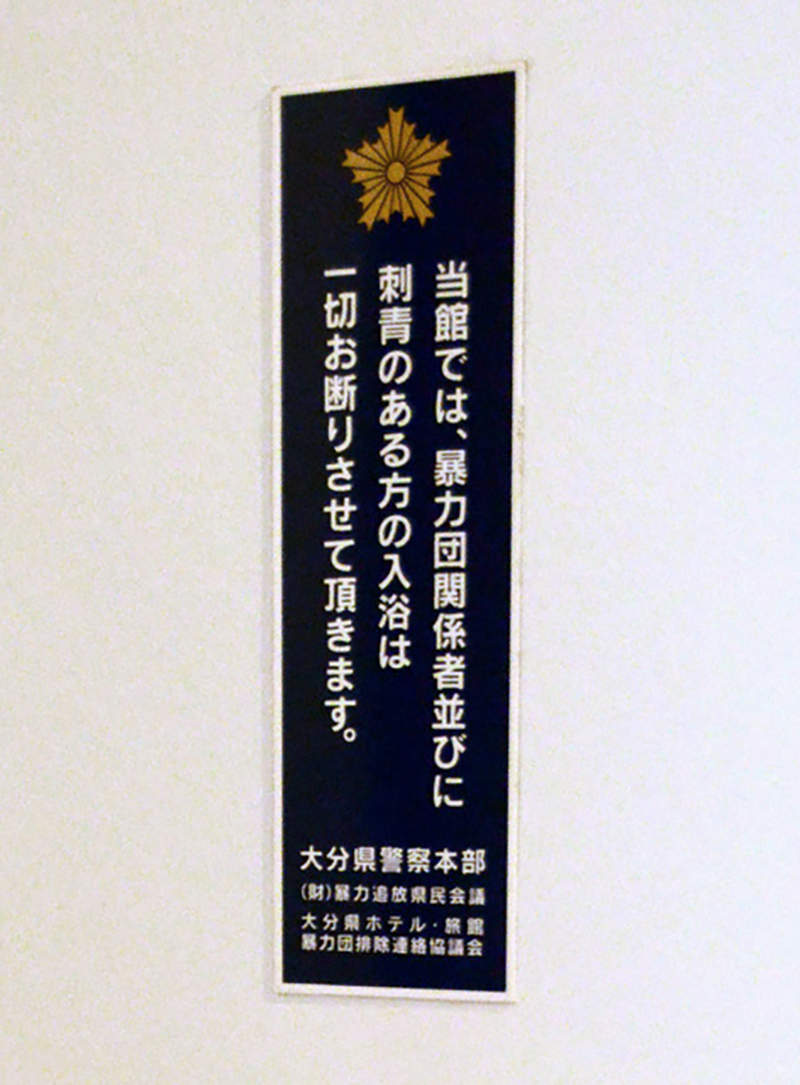 当館では、暴力団関係者並びに
刺青のある方の入浴は
一切お断りさせて頂きます。
大分県警察本部
(財)暴力追放県民会議
大分県ホテル・旅館
暴力団排除連絡協議会